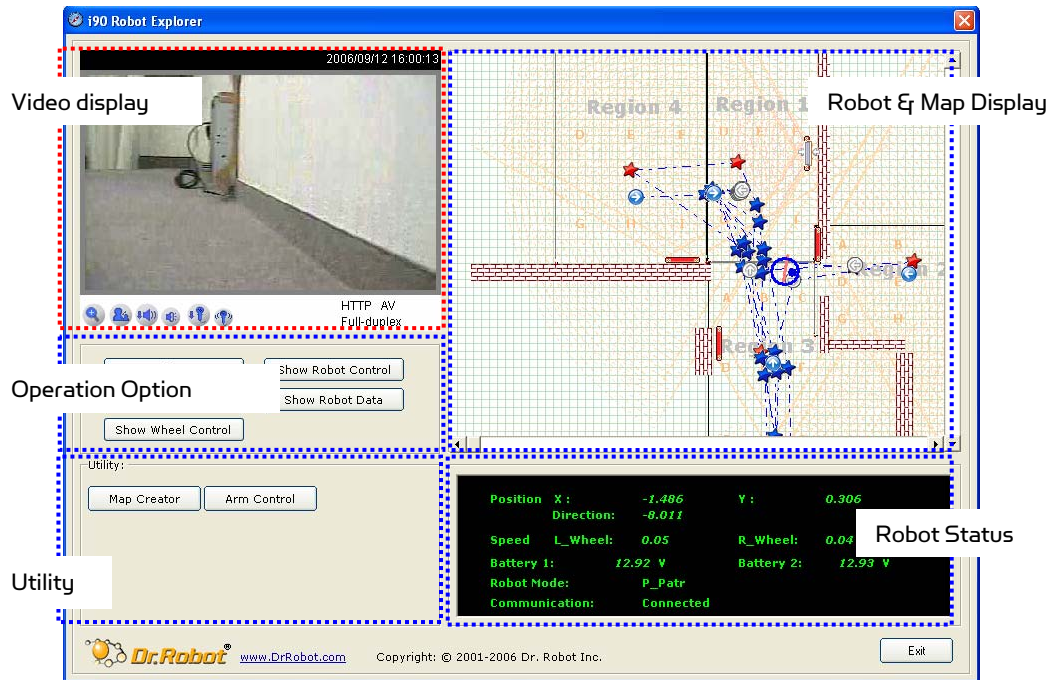 i90 Robot Explorer
2006/09/12 16:00:13
Video display
HTTP AV
Full-duplex
Region 4
Region 1
Robot & Map Display
D E F D E
G H I
L
A B
Region 2
D E
G H
A B C
Region 3
D F
Operation Option
Show Robot Control
Show Robot Data
Show Wheel Control
Utility:
Map Creator
Arm Control
Utility
Position X : -1.486 Y : 0.306
Direction: -8.011
Speed L_Wheel: 0.05 R_Wheel: 0.04
Robot Status
Battery 1: 12.92 V Battery 2: 12.93 V
Robot Mode: P_Patr
Communication: Connected
Dr.Robot®
www.DrRobot.com
Copyright: © 2001-2006 Dr. Robot Inc.
Exit